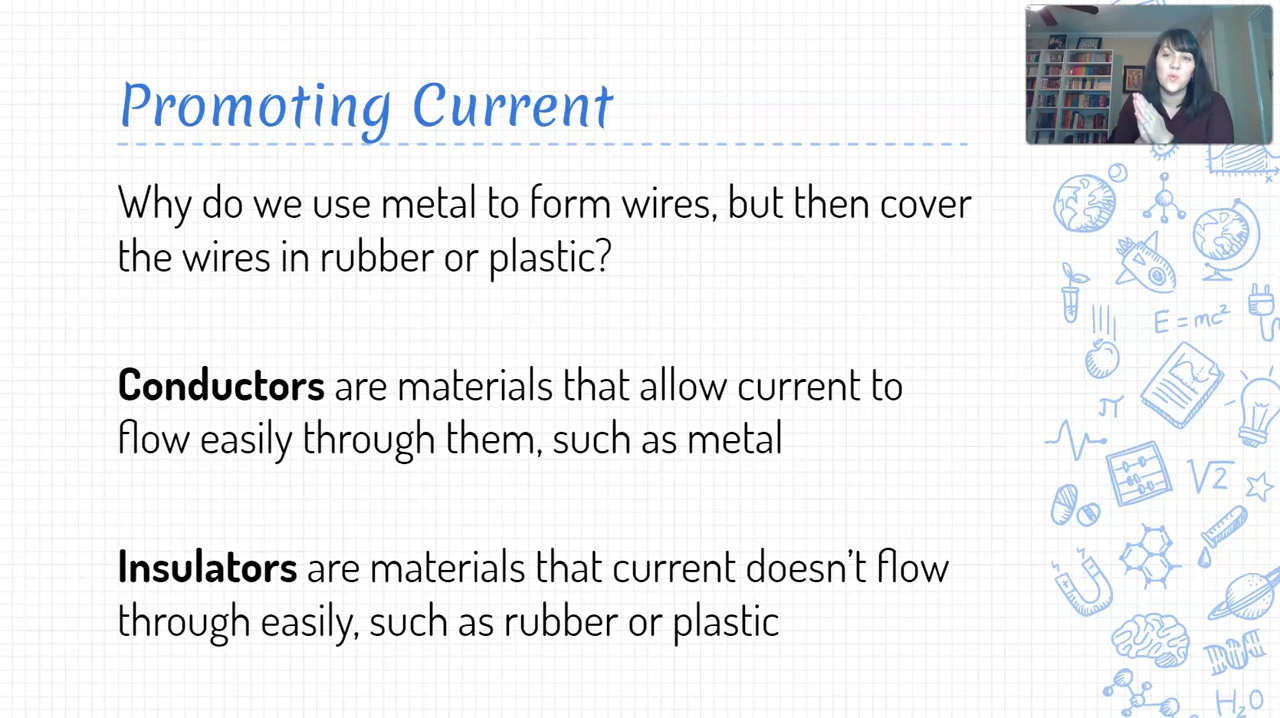 Promoting Current
Why do we use metal to form wires, but then cover
the wires in rubber or plastic?
Conductors are materials that allow current to
flow easily through them, such as metal
Insulators are materials that current doesn’t flow
through easily, such as rubber or plastic
E=mc²
π
√2
H₂O